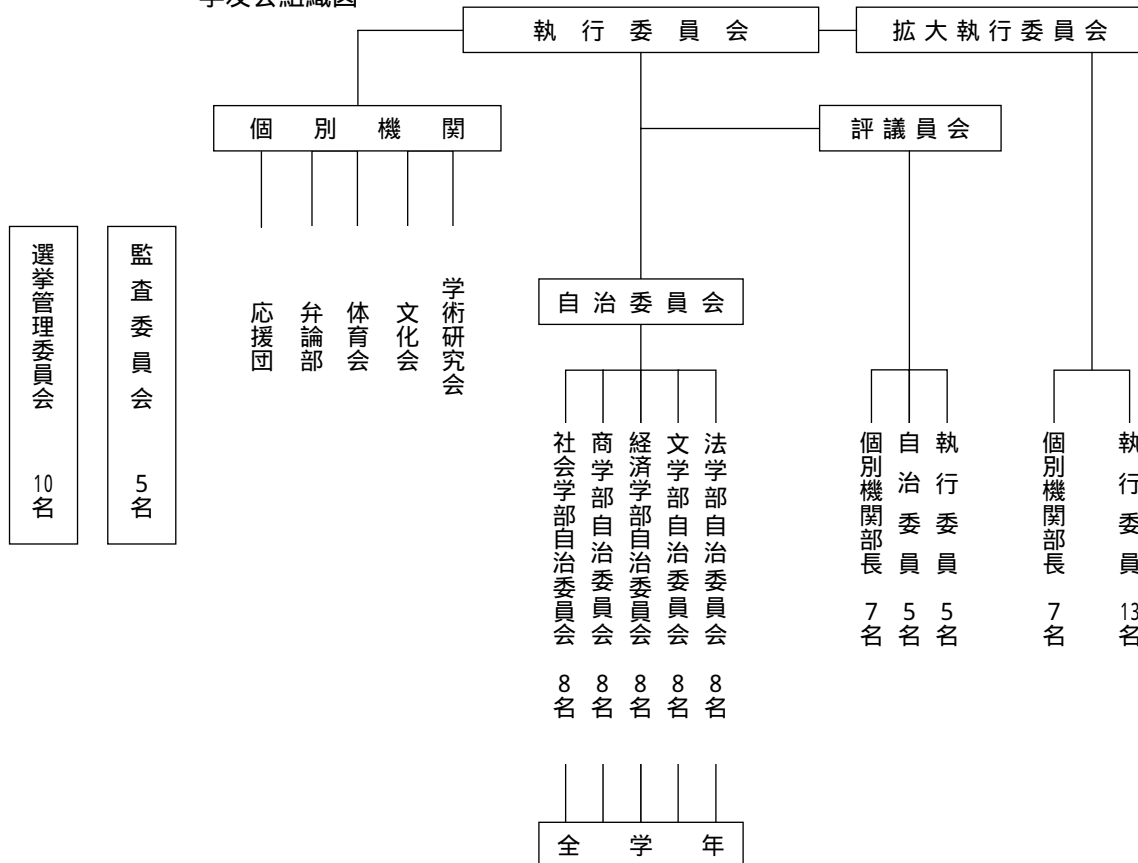 学友会組織図
執行委員会
拡大執行委員会
個別機関
評議員会
選挙管理委員会 10名
監査委員会 5名
応援団
弁論部
体育会
文化会
学術研究会
自治委員会
社会学部自治委員会 8名
商学部自治委員会 8名
経済学部自治委員会 8名
文学部自治委員会 8名
法学部自治委員会 8名
個別機関部長 7名
自治委員 5名
執行委員 5名
個別機関部長 7名
執行委員 13名
全学年